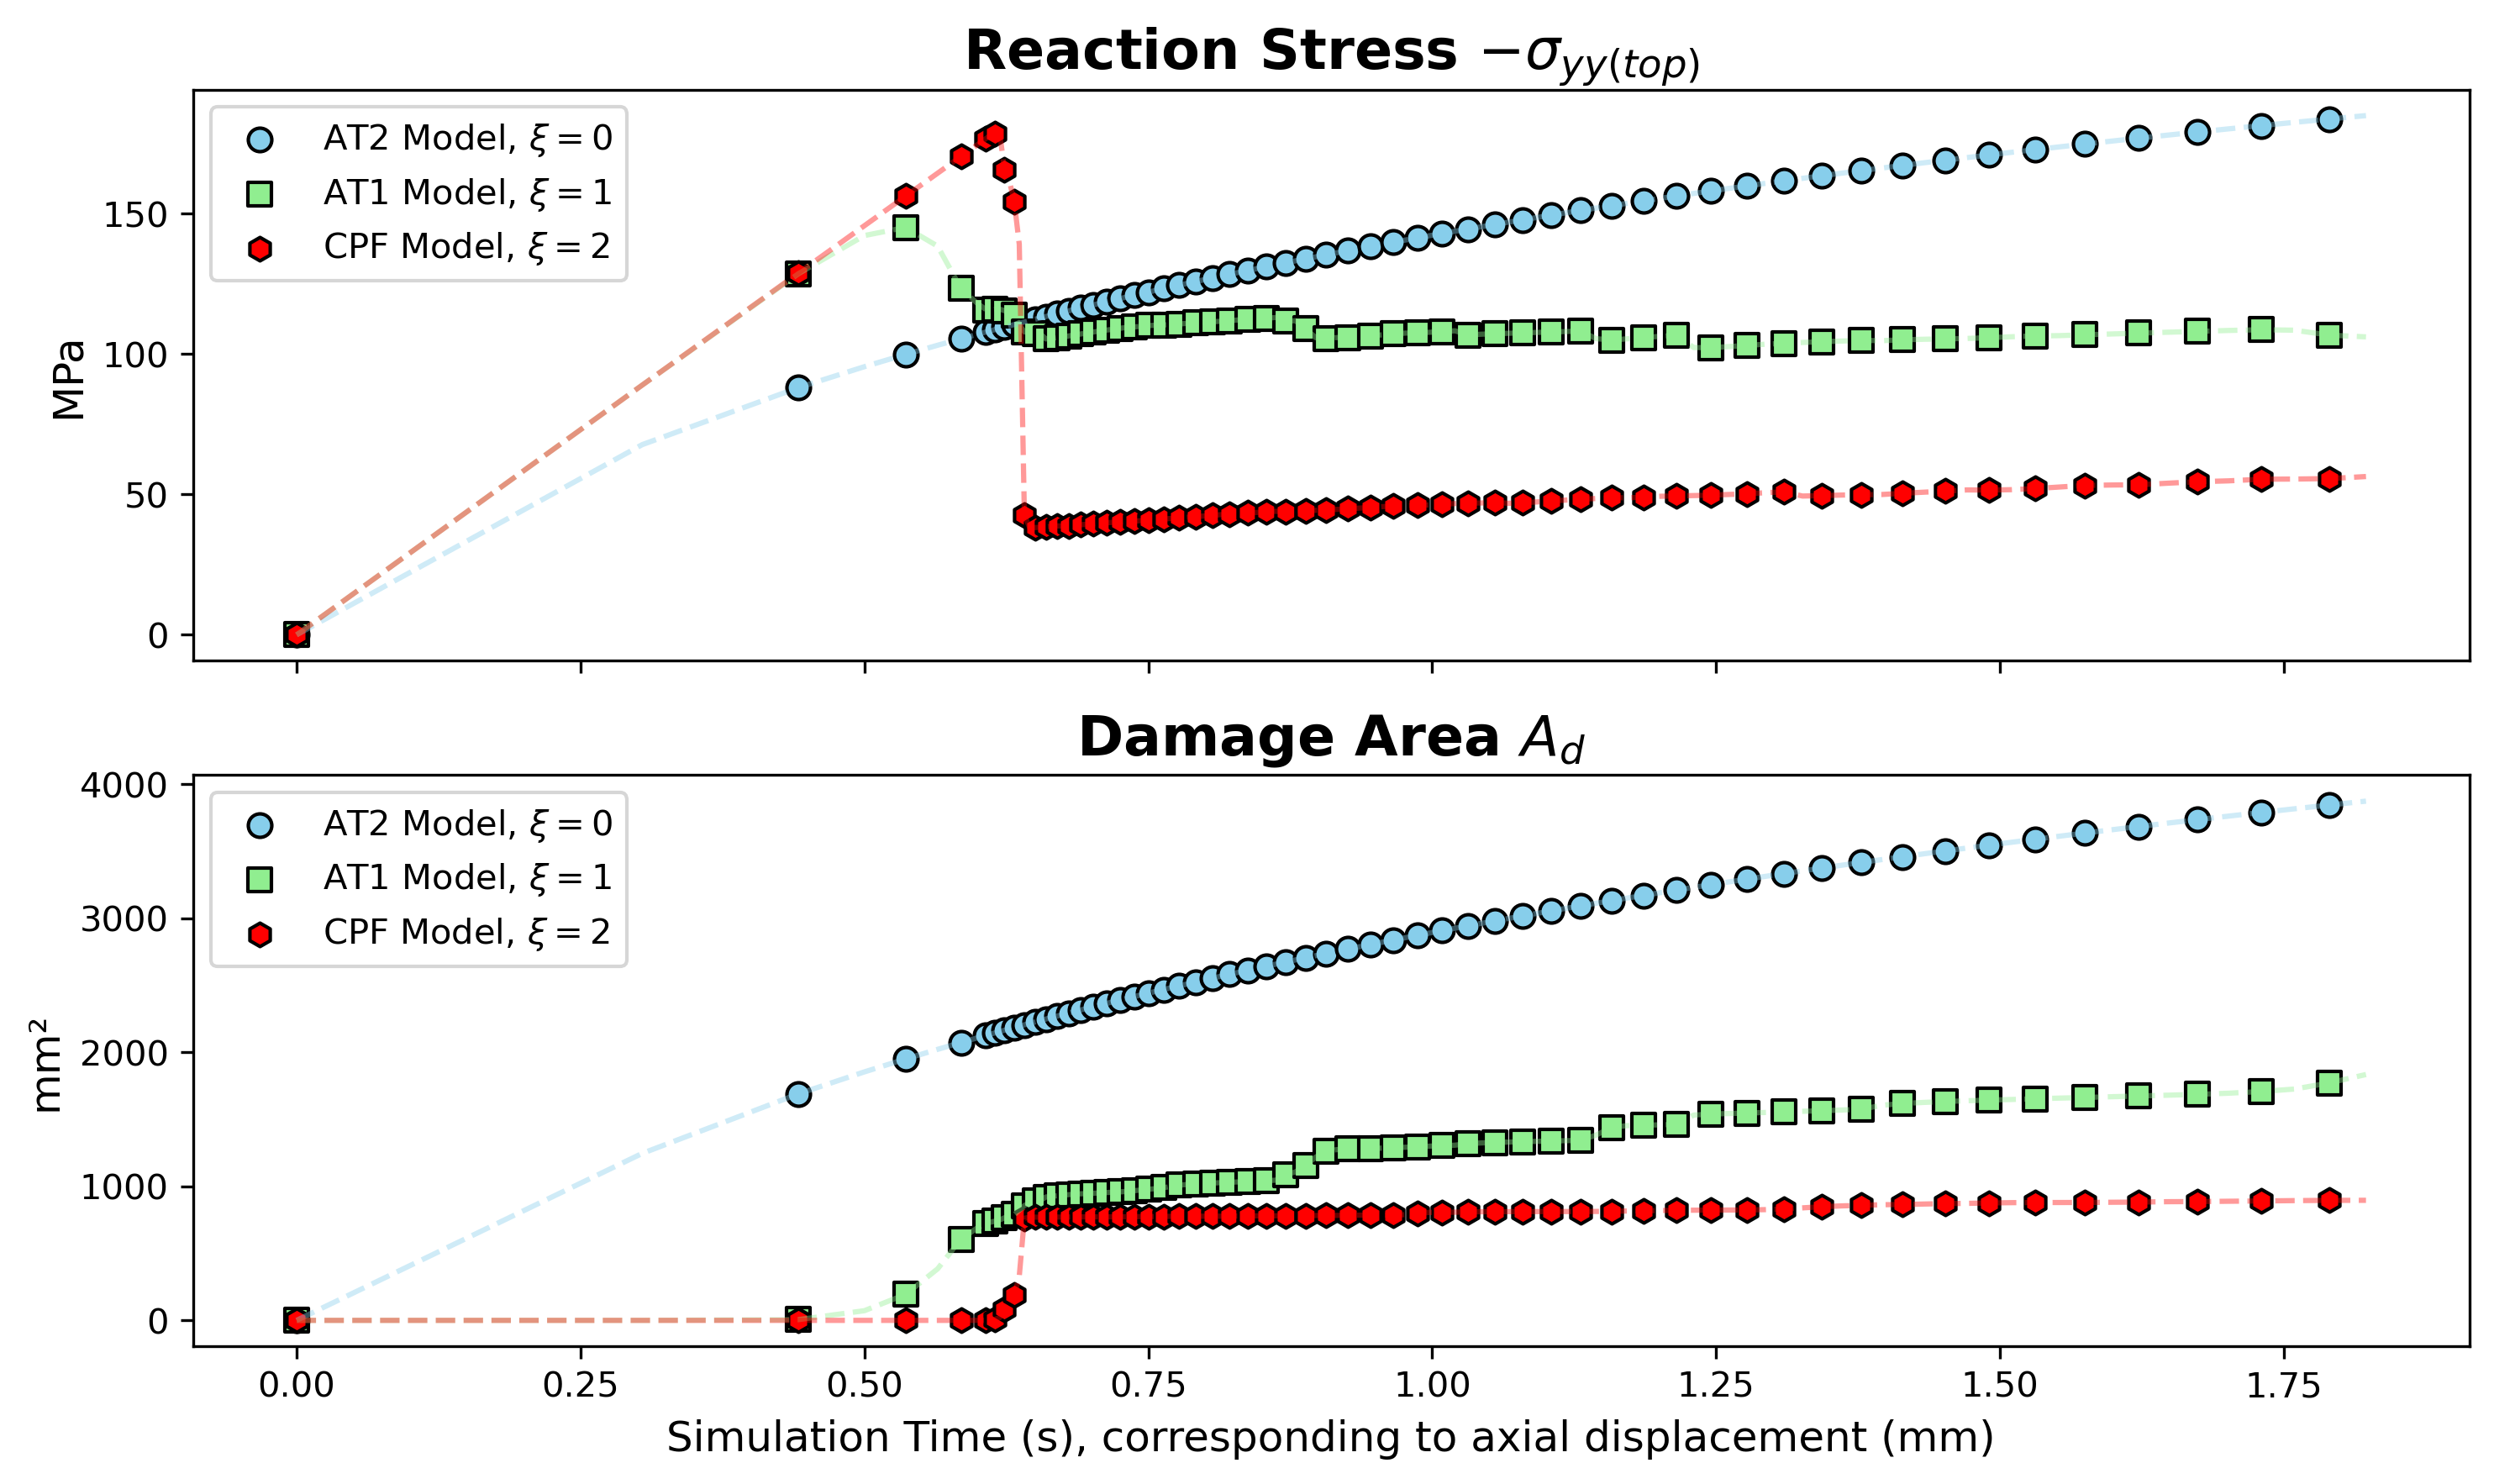 Reaction Stress −σyy(top)
AT2 Model, ξ = 0
AT1 Model, ξ = 1
CPF Model, ξ = 2
MPa
150
100
50
0
Damage Area Ad
AT2 Model, ξ = 0
AT1 Model, ξ = 1
CPF Model, ξ = 2
mm²
4000
3000
2000
1000
0
0.00 0.25 0.50 0.75 1.00 1.25 1.50 1.75
Simulation Time (s), corresponding to axial displacement (mm)